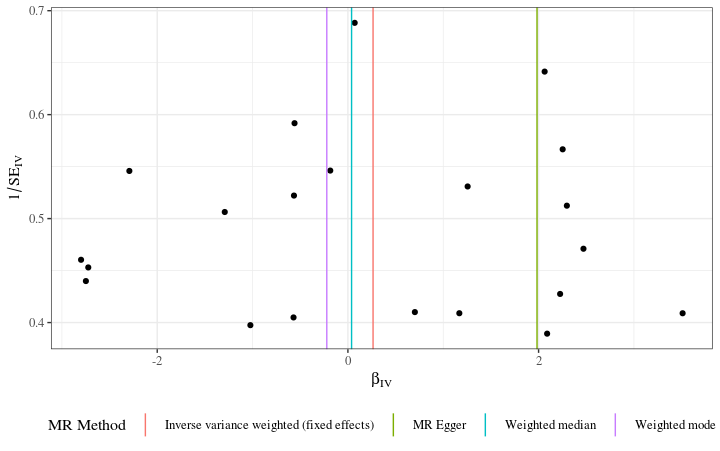 0.7
0.6
0.5
0.4
1/SE_IV
-2 0 2
β_IV
MR Method Inverse variance weighted (fixed effects) MR Egger Weighted median Weighted mode